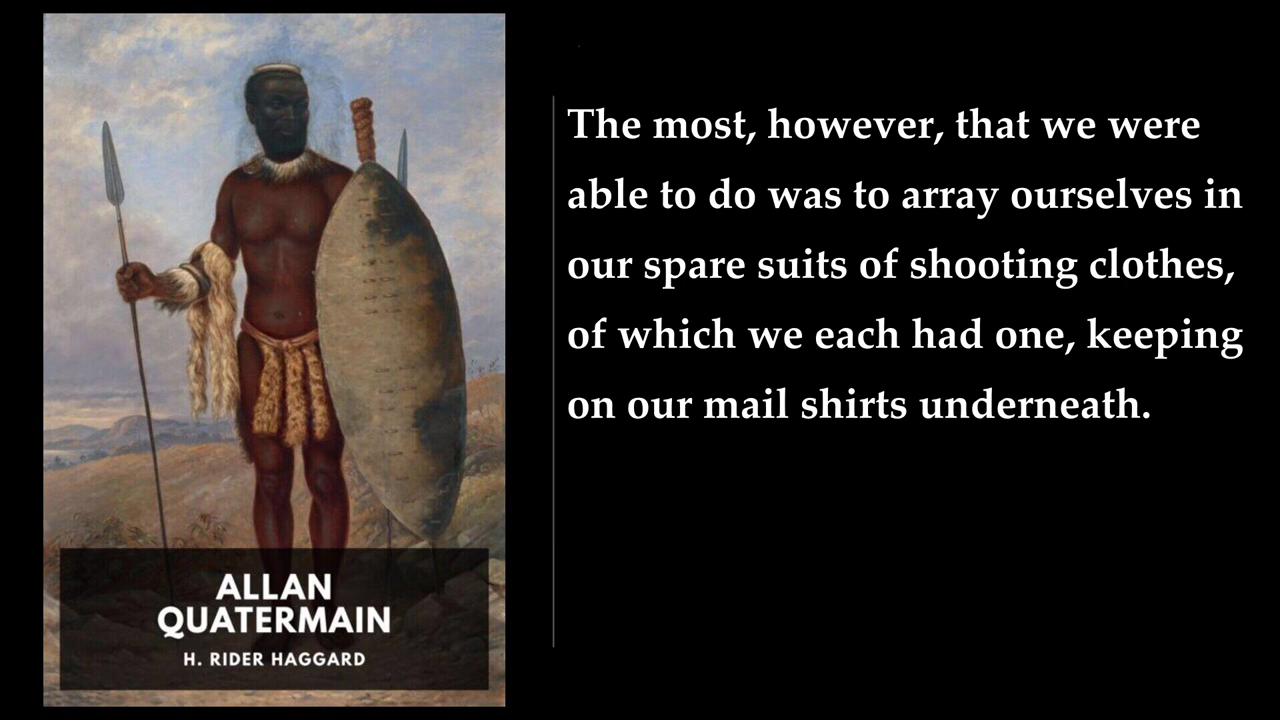 ALLAN
QUATERMAIN
H. RIDER HAGGARD
The most, however, that we were
able to do was to array ourselves in
our spare suits of shooting clothes,
of which we each had one, keeping
on our mail shirts underneath.